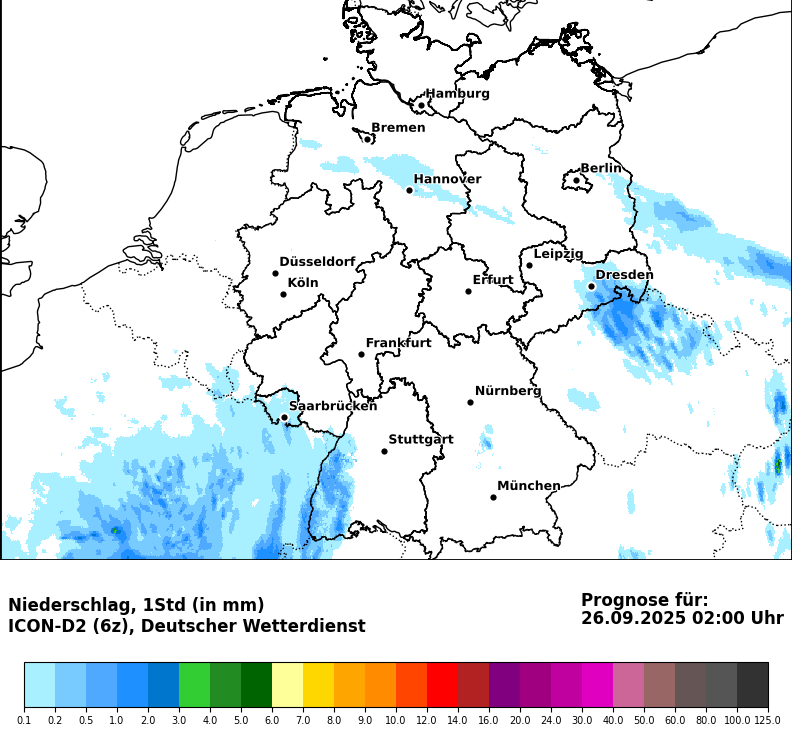 Hamburg
Bremen
Berlin
Hannover
Düsseldorf
Leipzig
Köln
Erfurt
Dresden
Frankfurt
Nürnberg
Saarbrücken
Stuttgart
München
Niederschlag, 1Std (in mm)
ICON-D2 (6z), Deutscher Wetterdienst
Prognose für:
26.09.2025 02:00 Uhr
0.1 0.2 0.5 1.0 2.0 3.0 4.0 5.0 6.0 7.0 8.0 9.0 10.0 12.0 14.0 16.0 20.0 24.0 30.0 40.0 50.0 60.0 80.0 100.0 125.0